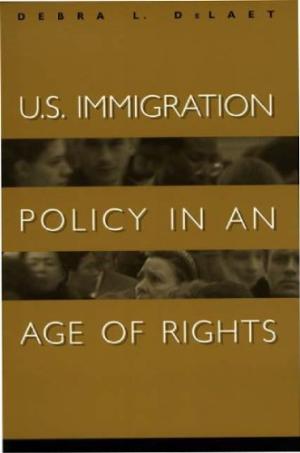 DEBRA L. DeLAET
U.S. IMMIGRATION
POLICY IN AN
AGE OF RIGHTS